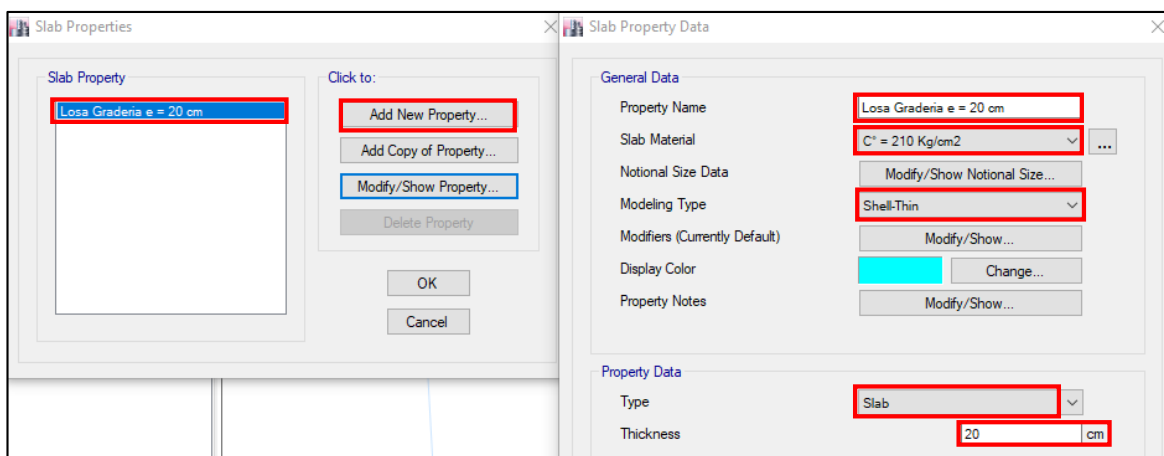 Slab Properties
Slab Property
Losa Graderia e = 20 cm
Click to:
Add New Property...
Add Copy of Property...
Modify/Show Property...
Delete Property
OK
Cancel
Slab Property Data
General Data
Property Name Losa Graderia e = 20 cm
Slab Material C° = 210 Kg/cm2 ...
Notional Size Data Modify/Show Notional Size...
Modeling Type Shell-Thin
Modifiers (Currently Default) Modify/Show...
Display Color Change...
Property Notes Modify/Show...
Property Data
Type Slab
Thickness 20 cm